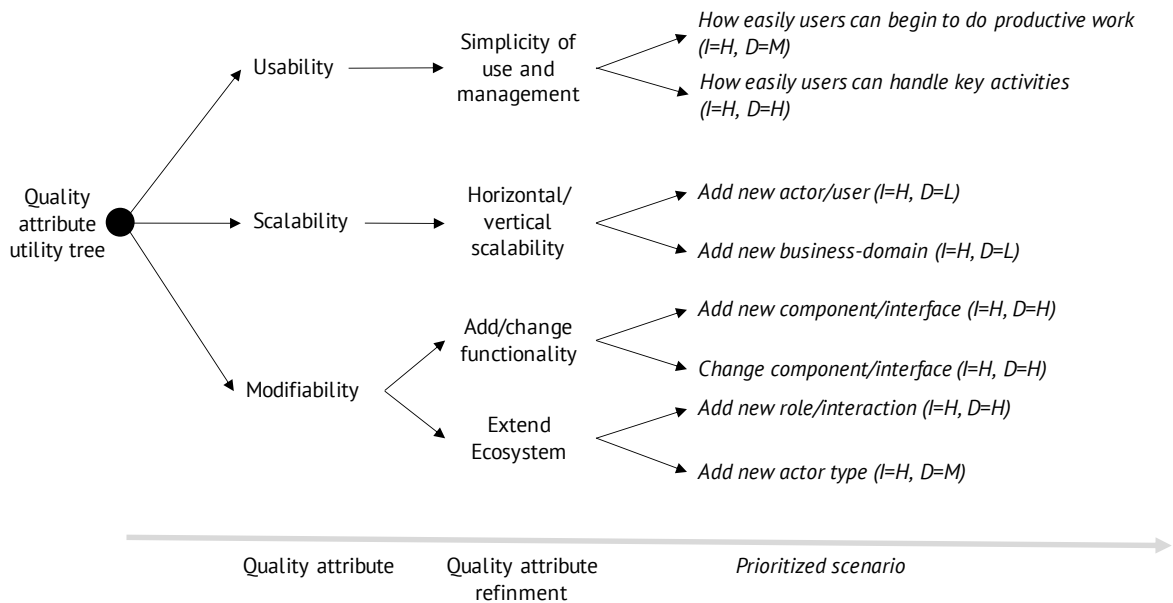 How easily users can begin to do productive work
(I=H, D=M)
Simplicity of
use and
management
Usability
How easily users can handle key activities
(I=H, D=H)
Quality
attribute
utility tree
Scalability
Horizontal/
vertical
scalability
Add new actor/user (I=H, D=L)
Add new business-domain (I=H, D=L)
Modifiability
Add/change
functionality
Add new component/interface (I=H, D=H)
Change component/interface (I=H, D=H)
Extend
Ecosystem
Add new role/interaction (I=H, D=H)
Add new actor type (I=H, D=M)
Quality attribute
Quality attribute
refinment
Prioritized scenario